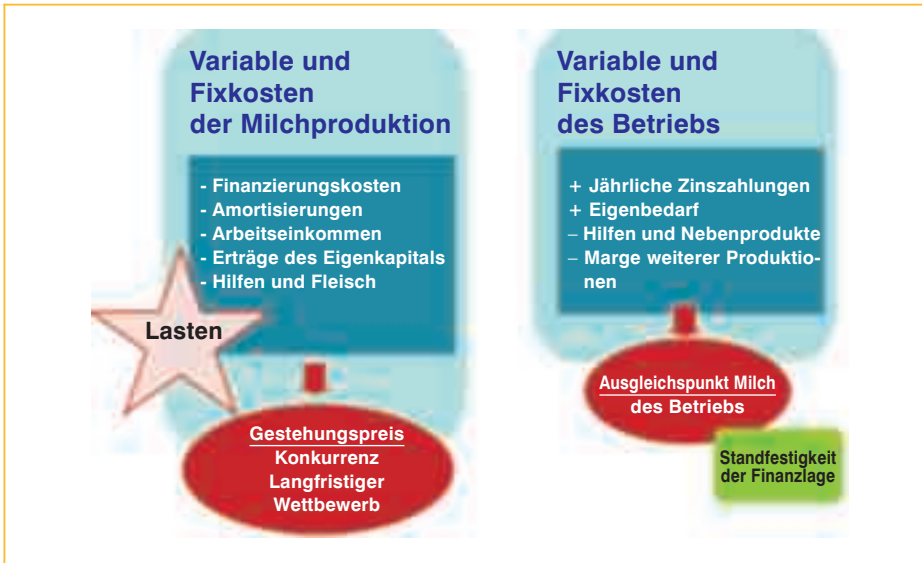 Variable und
Fixkosten
der Milchproduktion
- Finanzierungskosten
- Amortisierungen
- Arbeitseinkommen
- Erträge des Eigenkapitals
- Hilfen und Fleisch
Lasten
Gestehungspreis
Konkurrenz
Langfristiger
Wettbewerb
Variable und
Fixkosten
des Betriebs
+ Jährliche Zinszahlungen
+ Eigenbedarf
– Hilfen und Nebenprodukte
– Marge weiterer Produktio-
nen
Ausgleichspunkt Milch
des Betriebs
Standfestigkeit
der Finanzlage